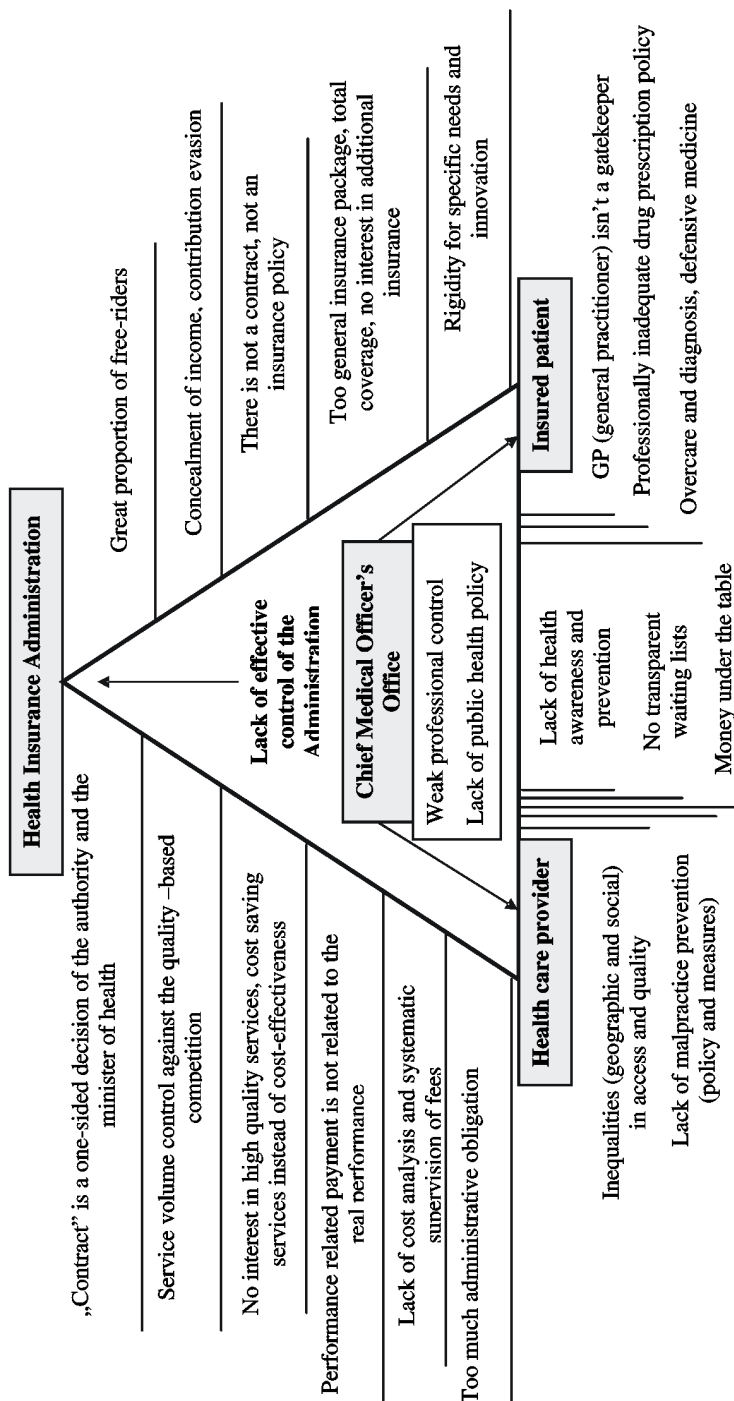 Health Insurance Administration
„Contract” is a one-sided decision of the authority and the
minister of health
Service volume control against the quality –based
competition
No interest in high quality services, cost saving
services instead of cost-effectiveness
Performance related payment is not related to the
real performance
Lack of cost analysis and systematic
supervision of fees
Too much administrative obligation
Great proportion of free-riders
Concealment of income, contribution evasion
There is not a contract, not an
insurance policy
Too general insurance package, total
coverage, no interest in additional
insurance
Rigidity for specific needs and
innovation
Lack of effective
control of the
Administration
Chief Medical Officer's
Office
Weak professional control
Lack of public health policy
Health care provider
Insured patient
Inequalities (geographic and social)
in access and quality
Lack of malpractice prevention
(policy and measures)
Lack of health
awareness and
prevention
No transparent
waiting lists
Money under the table
GP (general practitioner) isn't a gatekeeper
Professionally inadequate drug prescription policy
Overcare and diagnosis, defensive medicine